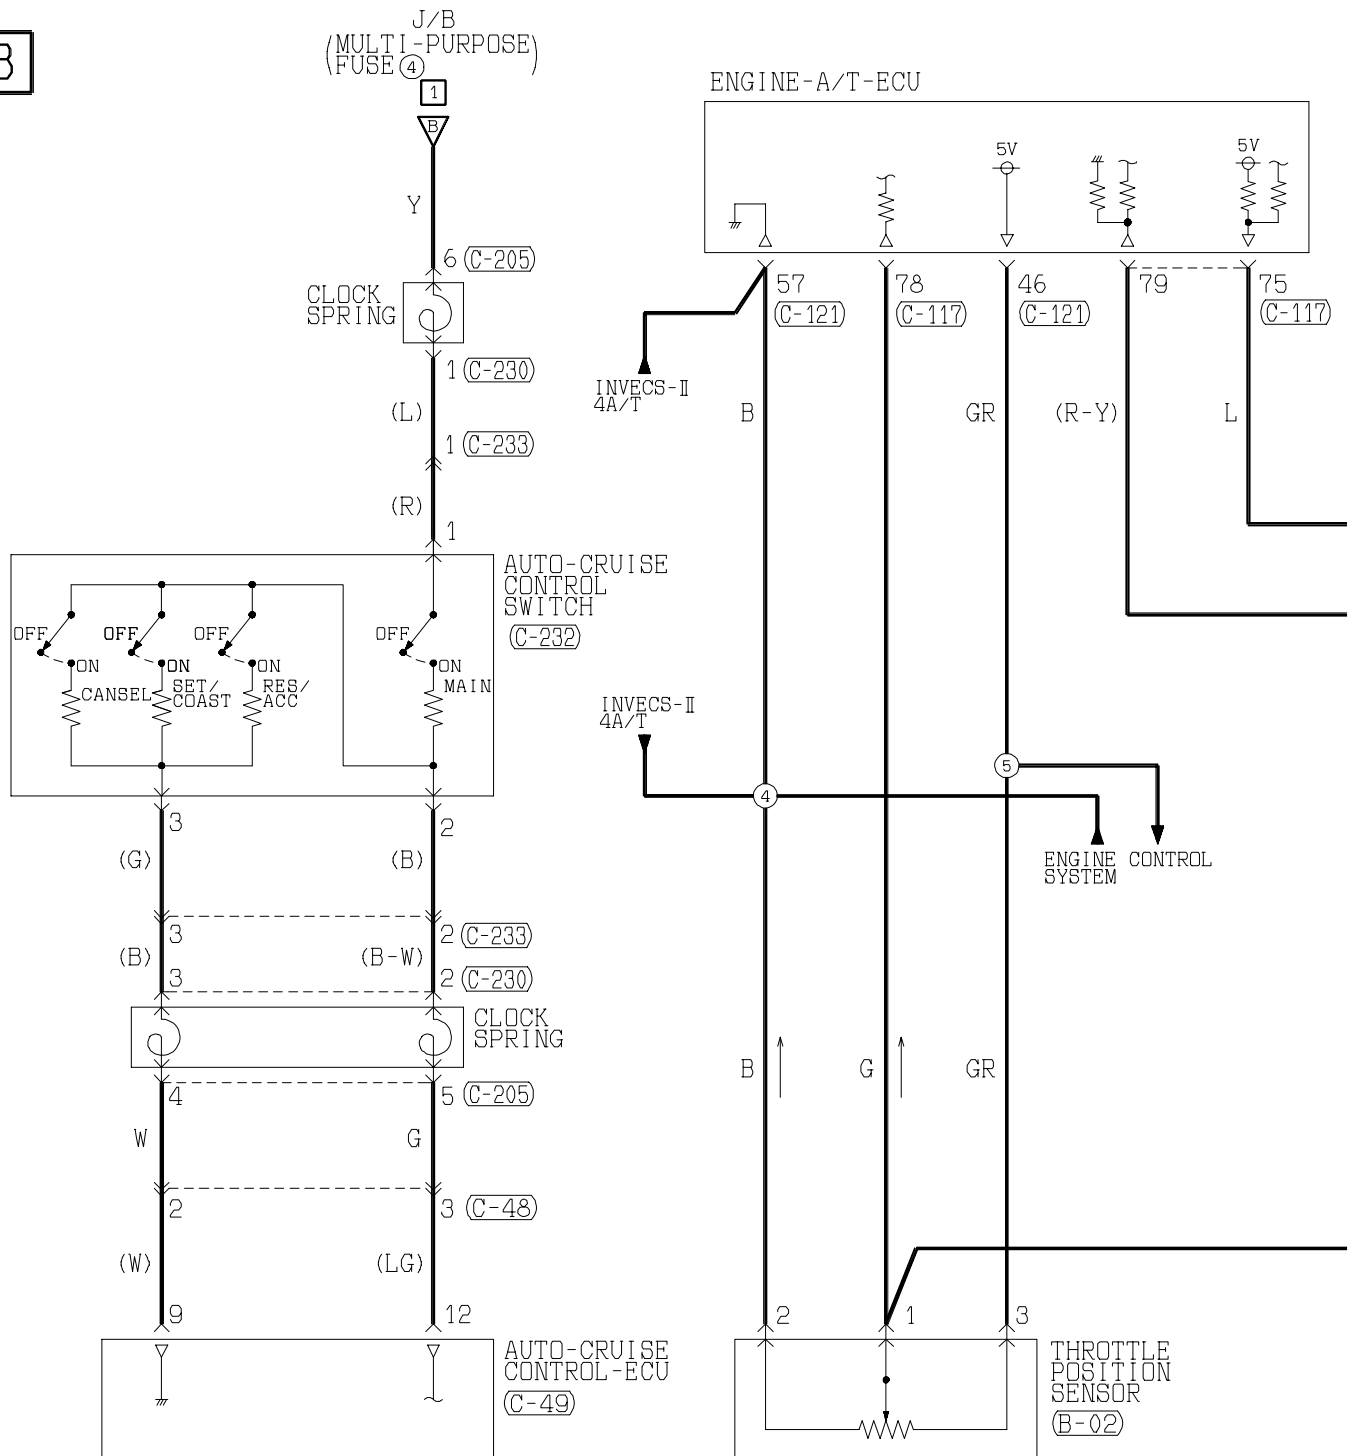 B
J/B
(MULTI-PURPOSE)
(FUSE ④)
1
B
Y
6 (C-205)
CLOCK
SPRING
1 (C-230)
(L)
1 (C-233)
(R)
1
AUTO-CRUISE
CONTROL
SWITCH
(C-232)
OFF OFF OFF OFF
ON ON ON ON
CANSEL SET/
COAST RES/
ACC MAIN
3 2
(G) (B)
3 2 (C-233)
(B) (B-W)
3 2 (C-230)
CLOCK
SPRING
4 5 (C-205)
W G
2 3 (C-48)
(W) (LG)
9 12
AUTO-CRUISE
CONTROL-ECU
(C-49)
ENGINE-A/T-ECU
5V 5V
57 78 46 79 75
(C-121) (C-117) (C-121) (C-117)
INVECS-Ⅱ
4A/T
B GR (R-Y) L
INVECS-Ⅱ
4A/T
5
4
ENGINE CONTROL
SYSTEM
B G GR
2 1 3
THROTTLE
POSITION
SENSOR
(B-02)